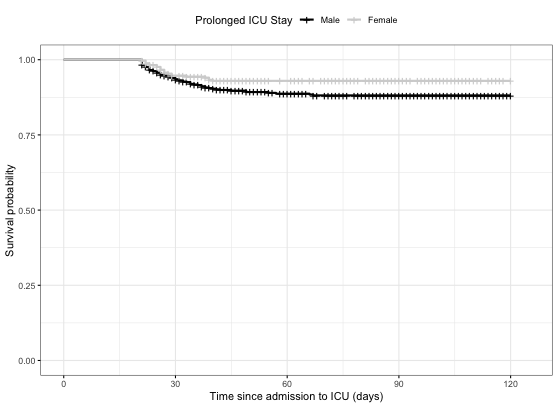 Prolonged ICU Stay Male Female
1.00
0.75
0.50
0.25
0.00
Survival probability
0 30 60 90 120
Time since admission to ICU (days)